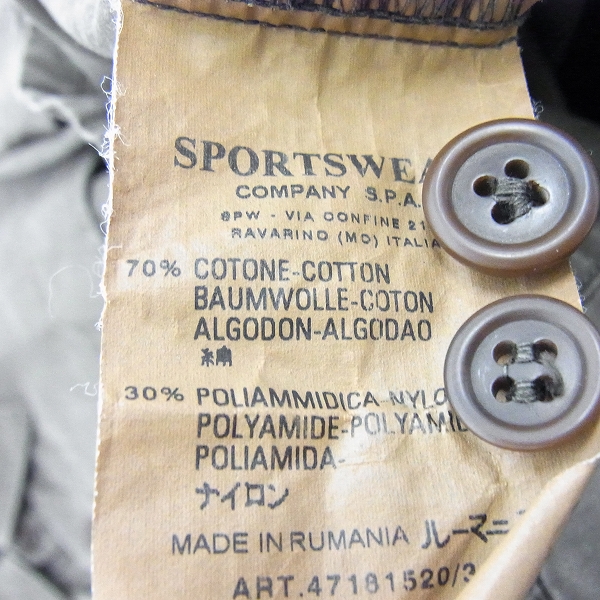 SPORTSWEA
COMPANY S.P.A.
SPW - VIA CONFINE 21
RAVARINO (MO) ITALIA
70% COTONE-COTTON
BAUMWOLLE-COTON
ALGODON-ALGODAO
綿
30% POLIAMMIDICA-NYLO
POLYAMIDE-POLYAMID
POLIAMIDA-
ナイロン
MADE IN RUMANIA ルーマニ
ART.47181520/3